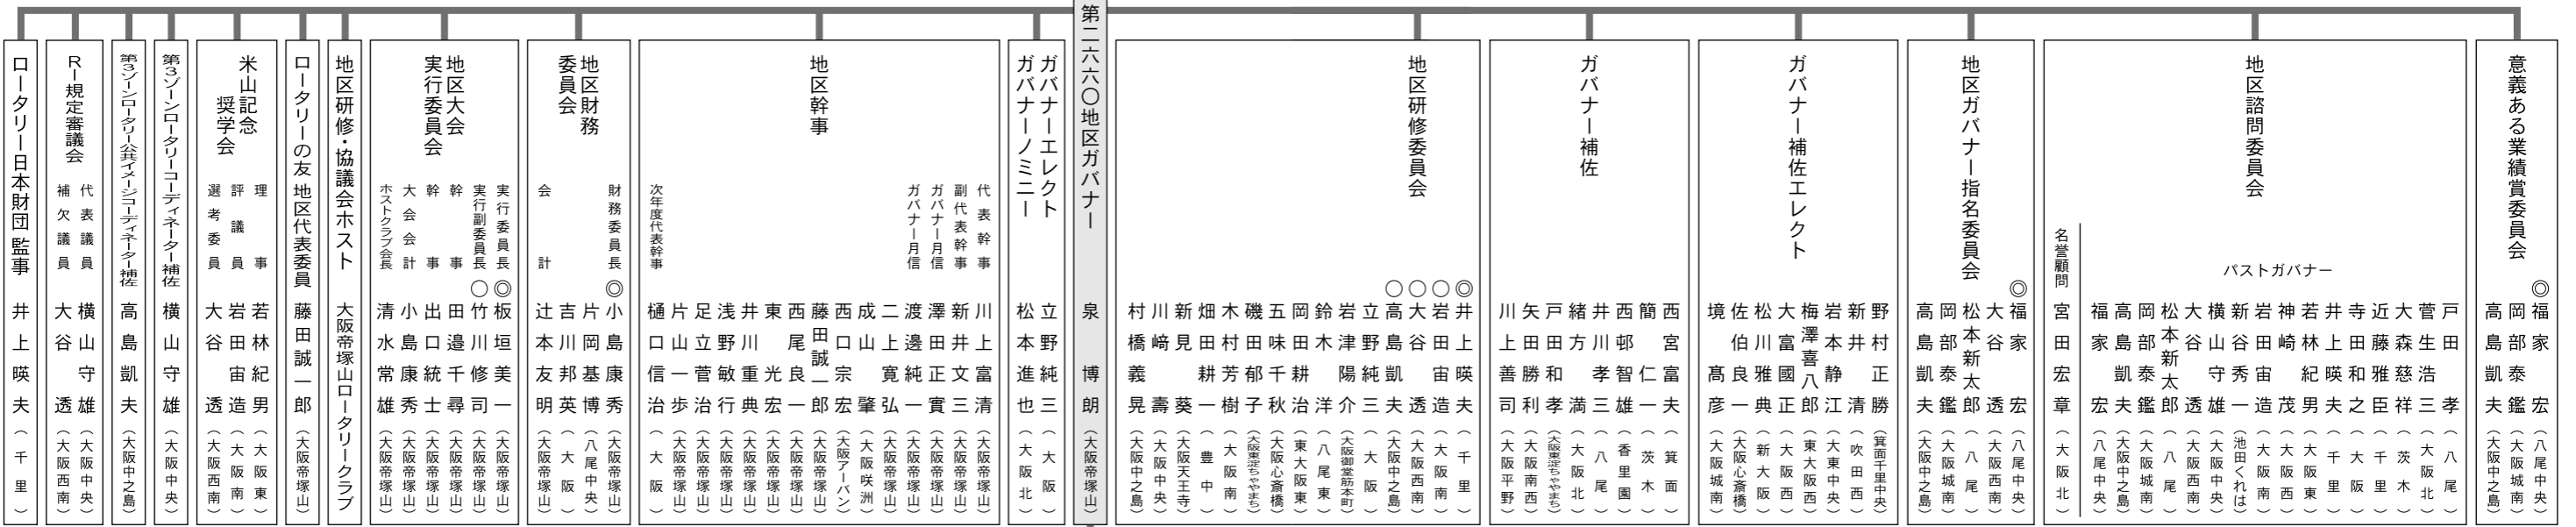 意義ある業績賞委員会
◎福家宏（八尾中央）
岡部泰鑑（大阪城南）
高島凱夫（大阪中之島）
地区諮問委員会
パストガバナー
戸田孝（八尾）
菅生浩三（大阪北）
大森慈祥（茨木）
近藤雅臣（千里）
寺田和之（大阪）
井上暎夫（千里）
若林紀男（大阪東）
神崎茂（大阪西）
岩田宙造（大阪南）
新谷秀一（池田くれは）
横山守雄（大阪中央）
大谷透（大阪西南）
松本新太郎（八尾）
岡部泰鑑（大阪城南）
高島凱夫（大阪中之島）
福家宏（八尾中央）
名誉顧問
宮田宏章（大阪北）
地区ガバナー指名委員会
◎福家宏（八尾中央）
大谷透（大阪西南）
松本新太郎（八尾）
岡部泰鑑（大阪城南）
高島凱夫（大阪中之島）
ガバナー補佐エレクト
野村正勝（箕面千里中央）
新井清（吹田西）
岩本静江（大東中央）
梅澤喜八郎（東大阪西）
大富國正（大阪西）
松川雅典（新大阪）
佐伯良一（大阪心斎橋）
境髙彦（大阪城南）
ガバナー補佐
西宮富夫（箕面）
簡仁一（茨木）
西邨智雄（香里園）
井川孝三（八尾）
緒方満（大阪北）
戸田和孝（大阪東淀ちゃやまち）
矢田勝利（大阪南西）
川上善司（大阪平野）
地区研修委員会
◎井上暎夫（千里）
○岩田宙造（大阪南）
○大谷透（大阪西南）
○高島凱夫（大阪中之島）
立野純三（大阪）
岩津陽介（大阪御堂筋本町）
鈴木洋（八尾東）
岡田耕治（東大阪東）
五味千秋（大阪心斎橋）
磯田郁子（大阪東淀ちゃやまち）
木村芳樹（大阪南）
畑田耕一（豊中）
新見葵（大阪天王寺）
川﨑壽（大阪中央）
村橋義晃（大阪中之島）
第二六六〇地区ガバナー 泉博朗（大阪帝塚山）
ガバナーエレクト 立野純三（大阪）
ガバナーノミニー 松本進也（大阪北）
地区幹事
代表幹事 川上富清（大阪帝塚山）
副代表幹事 新井文三（大阪帝塚山）
ガバナー月信 澤田正實（大阪帝塚山）
ガバナー月信 渡邊純一（大阪帝塚山）
二上寛弘（大阪帝塚山）
成山肇（大阪咲洲）
西口宗宏（大阪アーバン）
藤田誠一郎（大阪帝塚山）
西尾良一（大阪帝塚山）
東光宏（大阪帝塚山）
井川重典（大阪帝塚山）
浅野敏行（大阪帝塚山）
足立菅治（大阪帝塚山）
片山一歩（大阪帝塚山）
次年度代表幹事 樋口信治（大阪）
地区財務
委員会
財務委員長 ◎小島康秀（大阪帝塚山）
片岡基博（八尾中央）
吉川邦英（大阪）
会計 辻本友明（大阪帝塚山）
地区大会
実行委員会
実行委員長 ◎板垣美一（大阪帝塚山）
実行副委員長 ○竹川修司（大阪帝塚山）
幹事 田邉千尋（大阪帝塚山）
幹事 出口統士（大阪帝塚山）
大会会計 小島康秀（大阪帝塚山）
ホストクラブ会長 清水常雄（大阪帝塚山）
地区研修・協議会ホスト 大阪帝塚山ロータリークラブ
ロータリーの友 地区代表委員 藤田誠一郎（大阪帝塚山）
米山記念
奨学会
理事 若林紀男（大阪東）
評議員 岩田宙造（大阪南）
選考委員 大谷透（大阪西南）
第3ゾーンロータリーコーディネーター補佐 横山守雄（大阪中央）
第3ゾーンロータリー公共イメージコーディネーター補佐 高島凱夫（大阪中之島）
RI規定審議会
代表議員 横山守雄（大阪中央）
補欠議員 大谷透（大阪西南）
ロータリー日本財団 監事 井上暎夫（千里）